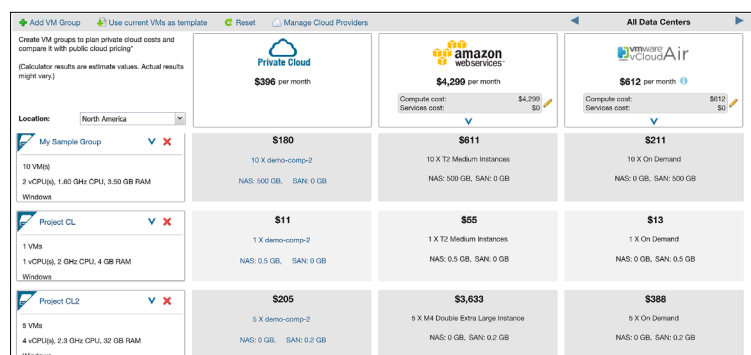 Add VM Group Use current VMs as template Reset Manage Cloud Providers All Data Centers
Create VM groups to plan private cloud costs and
compare it with public cloud pricing*
(Calculator results are estimate values. Actual results
might vary.)
Location: North America
Private Cloud
$396 per month
amazon
webservices™
$4,299 per month
Compute cost: $4,299
Services cost: $0
vmware
vCloud Air
$612 per month
Compute cost: $612
Services cost: $0
My Sample Group
10 VM(s)
2 vCPU(s), 1.60 GHz CPU, 3.50 GB RAM
Windows
$180
10 X demo-comp-2
NAS: 500 GB, SAN: 0 GB
$611
10 X T2 Medium Instances
NAS: 500 GB, SAN: 0 GB
$211
10 X On Demand
NAS: 0 GB, SAN: 500 GB
Project CL
1 VMs
1 vCPU(s), 2 GHz CPU, 4 GB RAM
Windows
$11
1 X demo-comp-2
NAS: 0.5 GB, SAN: 0 GB
$55
1 X T2 Medium Instances
NAS: 0.5 GB, SAN: 0 GB
$13
1 X On Demand
NAS: 0 GB, SAN: 0.5 GB
Project CL2
5 VMs
4 vCPU(s), 2.3 GHz CPU, 32 GB RAM
Windows
$205
5 X demo-comp-2
NAS: 0 GB, SAN: 0.2 GB
$3,633
5 X M4 Double Extra Large Instance
NAS: 0 GB, SAN: 0.2 GB
$388
5 X On Demand
NAS: 0 GB, SAN: 0.2 GB